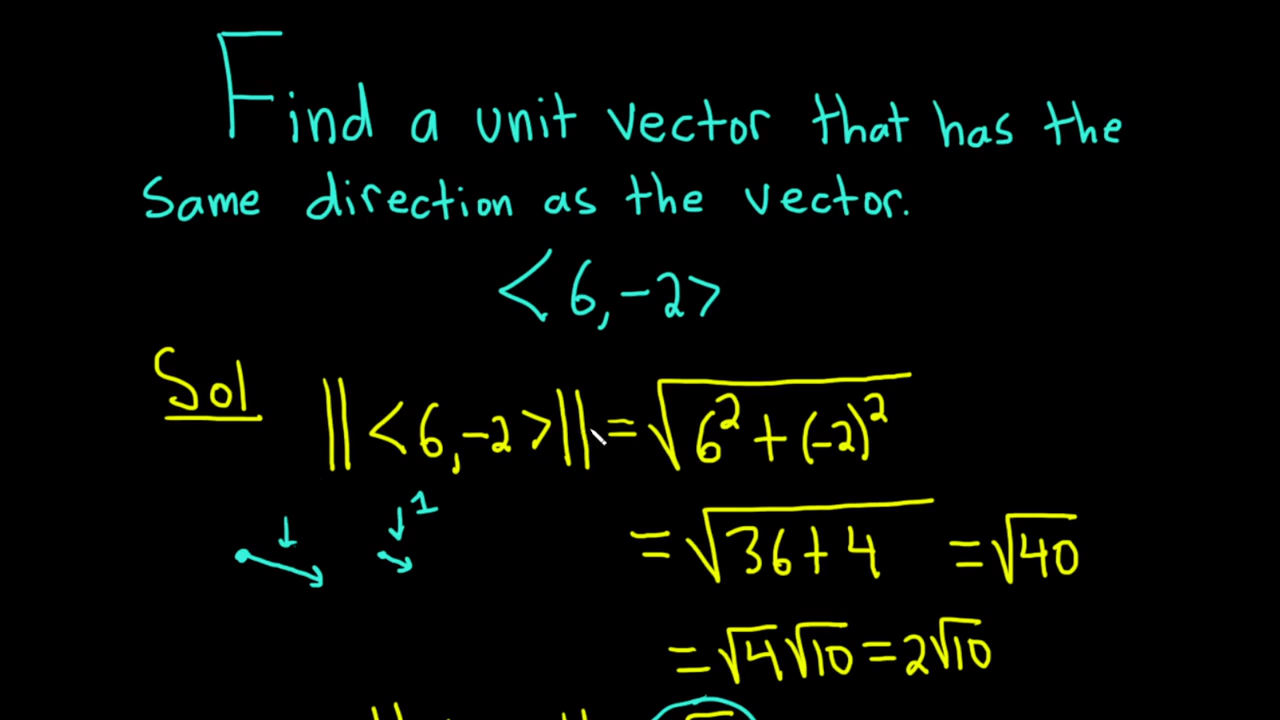 Find a unit vector that has the
Same direction as the vector.
<6,-2>
Sol ||<6,-2>|| = √(6² + (-2)²)
1
= √(36+4) = √40
= √4 √10 = 2√10